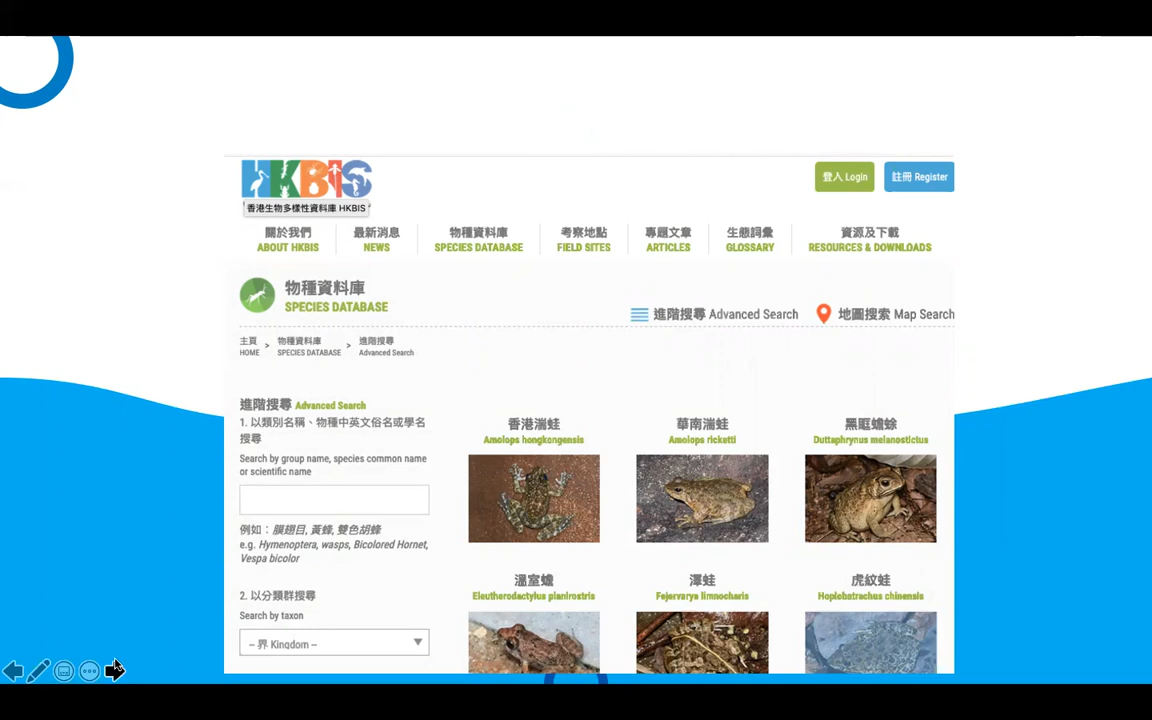 HKBIS
香港生物多樣性資料庫 HKBIS
登入 Login
註冊 Register
關於我們
ABOUT HKBIS
最新消息
NEWS
物種資料庫
SPECIES DATABASE
考察地點
FIELD SITES
專題文章
ARTICLES
生態詞彙
GLOSSARY
資源及下載
RESOURCES & DOWNLOADS
物種資料庫
SPECIES DATABASE
進階搜尋 Advanced Search
地圖搜索 Map Search
主頁 > 物種資料庫 > 進階搜尋
HOME SPECIES DATABASE Advanced Search
進階搜尋 Advanced Search
1. 以類別名稱、物種中英文俗名或學名
搜尋
Search by group name, species common name
or scientific name
例如：膜翅目, 黃蜂, 雙色胡蜂
e.g. Hymenoptera, wasps, Bicolored Hornet,
Vespa bicolor
2. 以分類群搜尋
Search by taxon
-- 界 Kingdom --
香港湍蛙
Amolops hongkongensis
華南湍蛙
Amolops ricketti
黑眶蟾蜍
Duttaphrynus melanostictus
溫室蟾
Eleutherodactylus planirostris
澤蛙
Fejervarya limnocharis
虎紋蛙
Hoplobatrachus chinensis